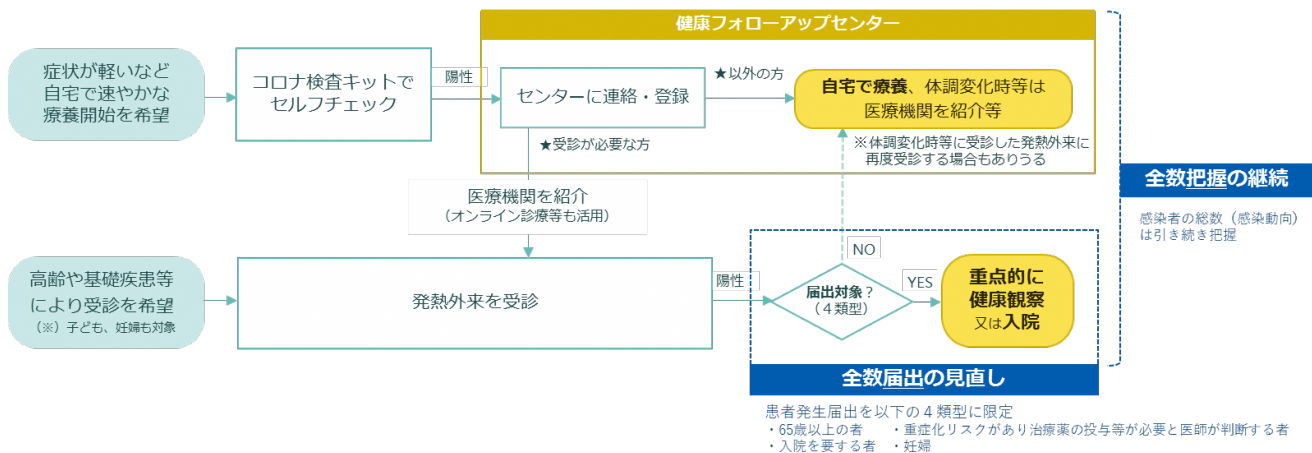 健康フォローアップセンター
症状が軽いなど
自宅で速やかな
療養開始を希望
コロナ検査キットで
セルフチェック
陽性
センターに連絡・登録
★以外の方
自宅で療養、体調変化時等は
医療機関を紹介等
★受診が必要な方
※体調変化時等に受診した発熱外来に
再度受診する場合もありうる
医療機関を紹介
（オンライン診療等も活用）
全数把握の継続
感染者の総数（感染動向）
は引き続き把握
高齢や基礎疾患等
により受診を希望
（※）子ども、妊婦も対象
発熱外来を受診
陽性
届出対象？
（４類型）
NO
YES
重点的に
健康観察
又は入院
全数届出の見直し
患者発生届出を以下の４類型に限定
・65歳以上の者　・重症化リスクがあり治療薬の投与等が必要と医師が判断する者
・入院を要する者　・妊婦